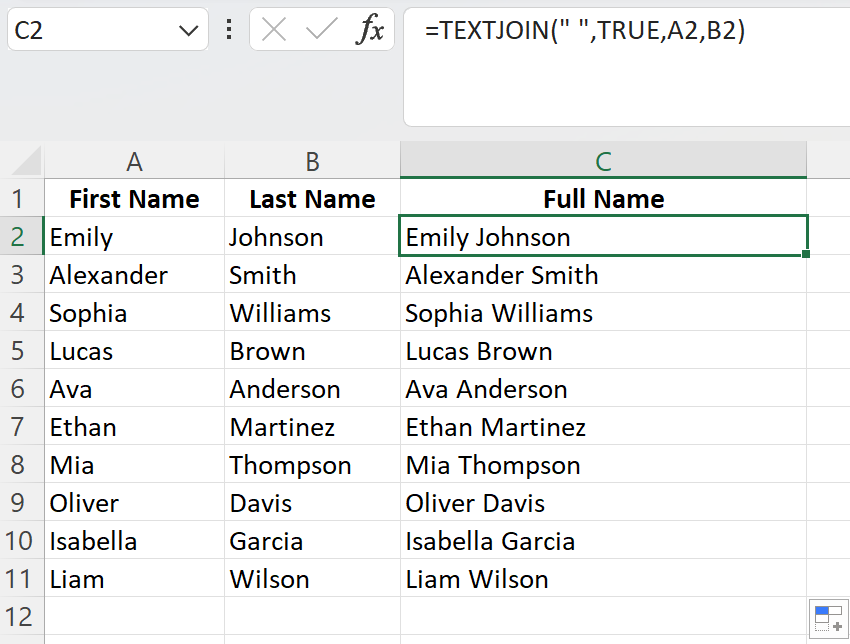 C2 fx =TEXTJOIN(" ",TRUE,A2,B2)
A B C
1 First Name Last Name Full Name
2 Emily Johnson Emily Johnson
3 Alexander Smith Alexander Smith
4 Sophia Williams Sophia Williams
5 Lucas Brown Lucas Brown
6 Ava Anderson Ava Anderson
7 Ethan Martinez Ethan Martinez
8 Mia Thompson Mia Thompson
9 Oliver Davis Oliver Davis
10 Isabella Garcia Isabella Garcia
11 Liam Wilson Liam Wilson
12